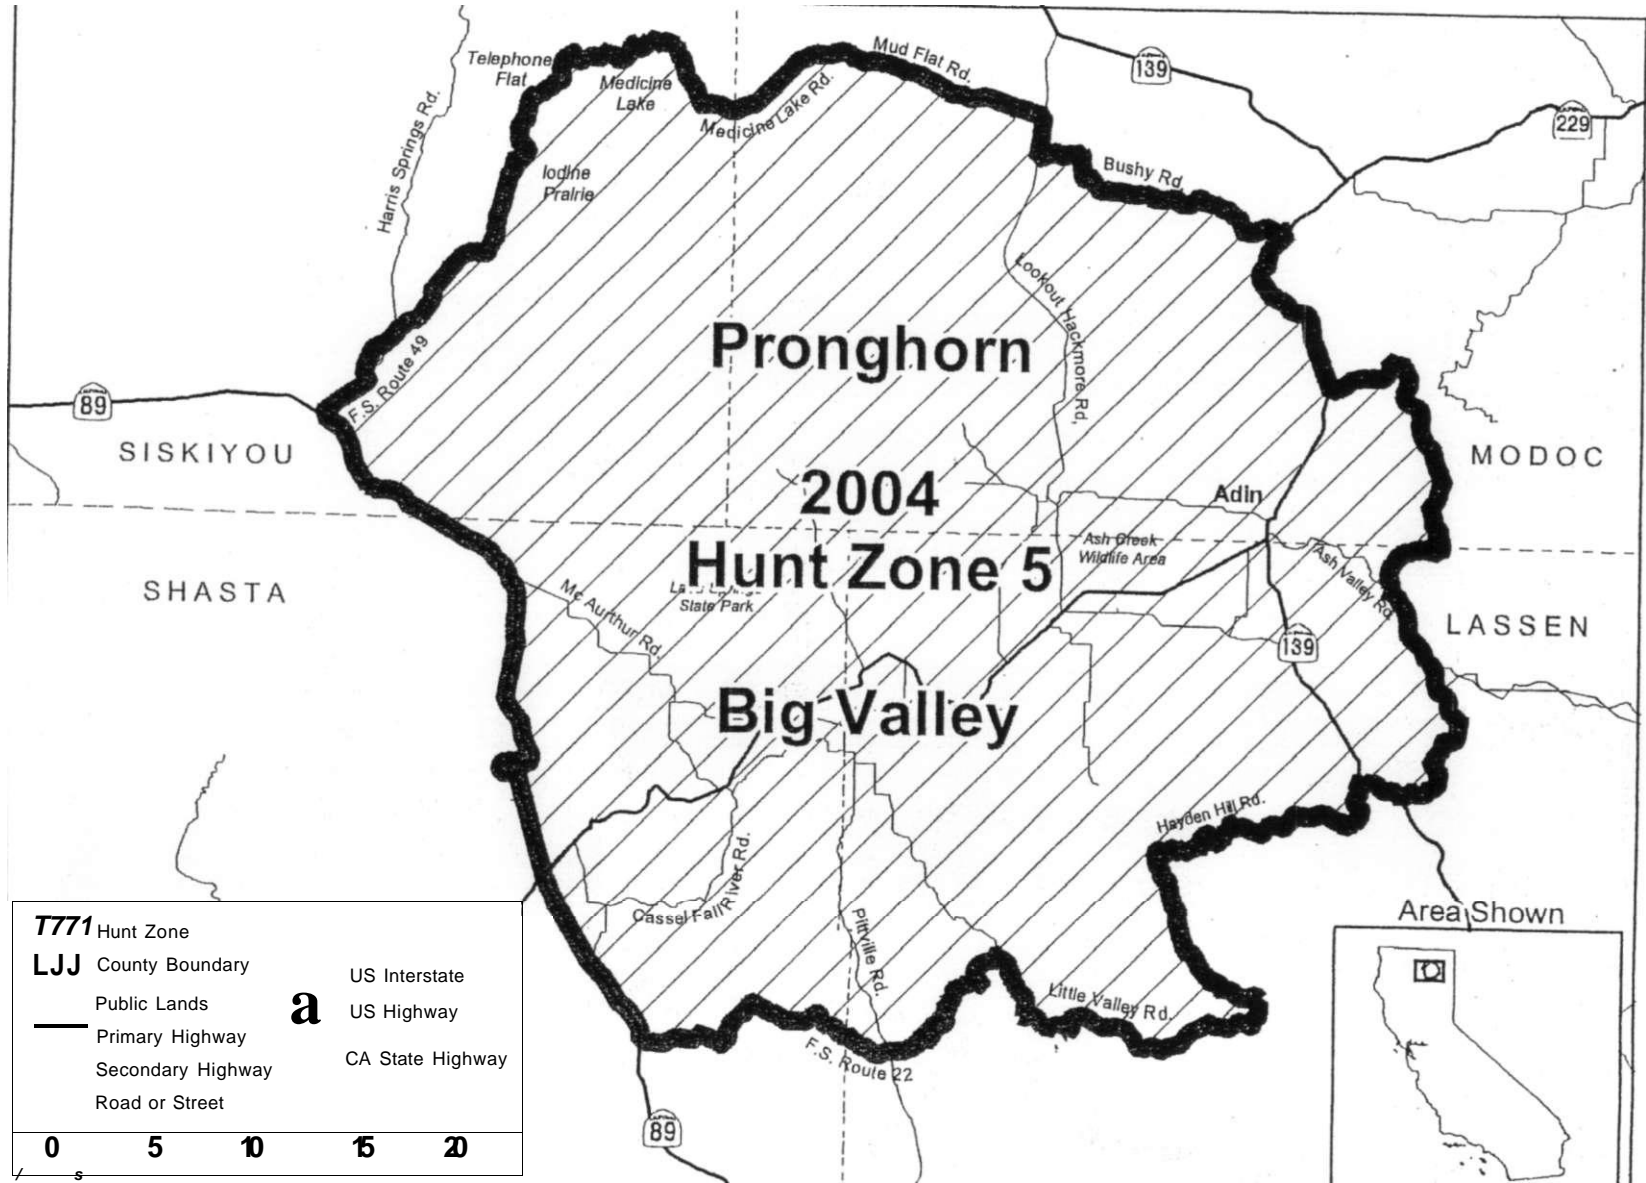 Telephone
Flat
Medicine
Lake
Mud Flat Rd.
139
229
Medicine Lake Rd.
Harris Springs Rd.
Iodine
Prairie
Bushy Rd.
Lookout Hackmore Rd,
Pronghorn
F.S. Route 49
89
SISKIYOU
MODOC
2004
Adin
Hunt Zone 5
Ash Creek
Wildlife Area
Ash Valley Rd
SHASTA
Mc Aurthur Rd.
State Park
LASSEN
139
Big Valley
Hayden Hill Rd.
Cassel Fall River Rd.
Pittville Rd.
Little Valley Rd.
F.S. Route 22
89
Area Shown
T771 Hunt Zone
LJJ County Boundary
Public Lands
Primary Highway
Secondary Highway
Road or Street
a
US Interstate
US Highway
CA State Highway
0 5 10 15 20
/ s